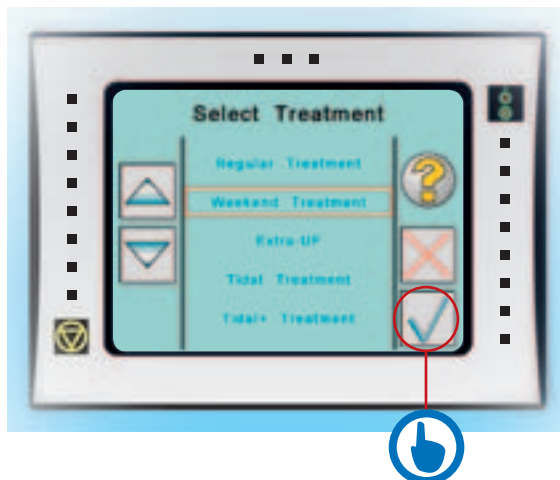 Select Treatment
Regular Treatment
Weekend Treatment
Extra-UF
Tidal Treatment
Tidal+ Treatment
?